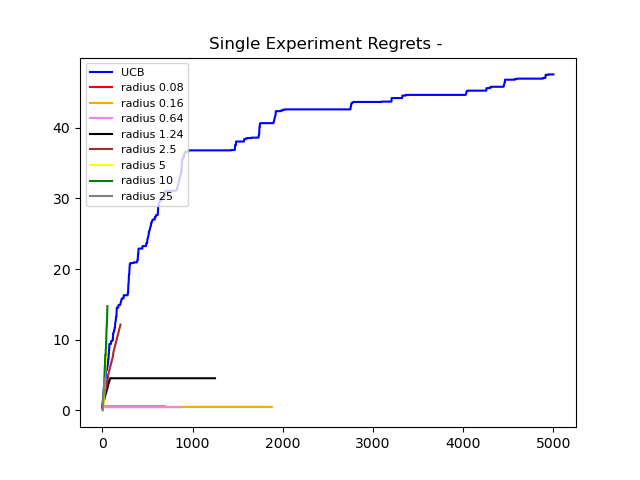 Single Experiment Regrets -
UCB
radius 0.08
radius 0.16
radius 0.64
radius 1.24
radius 2.5
radius 5
radius 10
radius 25
40
30
20
10
0
0 1000 2000 3000 4000 5000